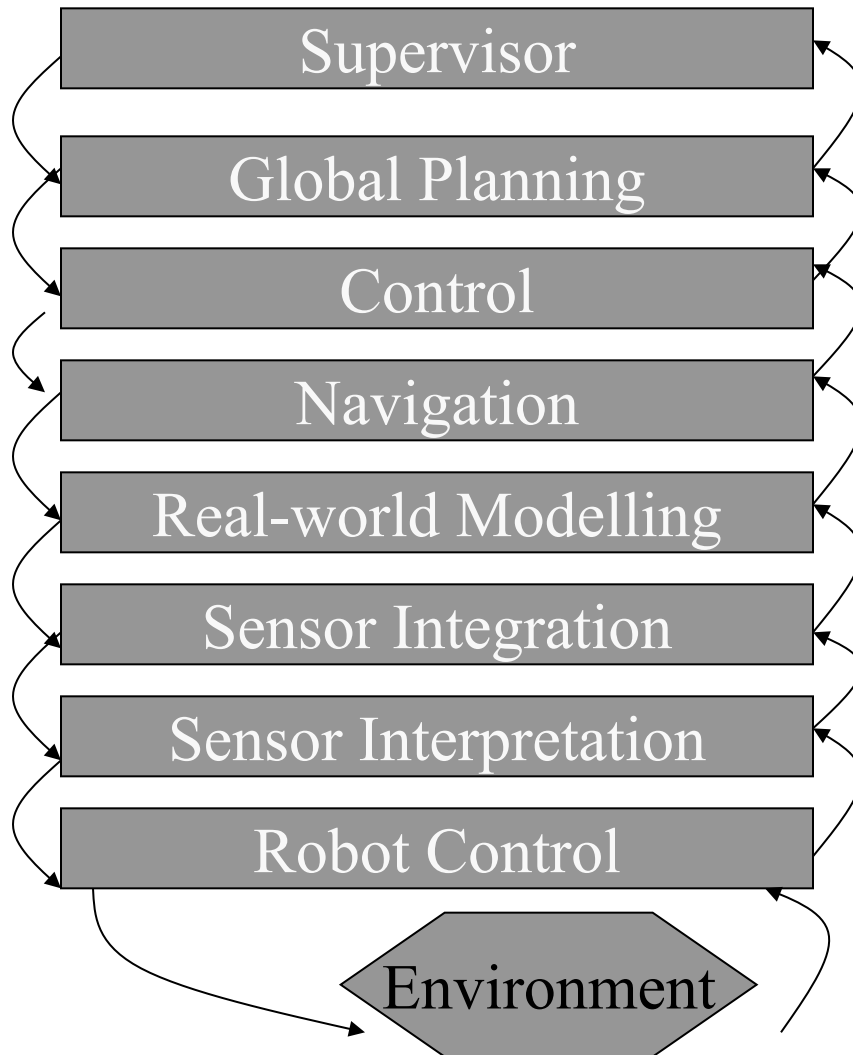 Supervisor
Global Planning
Control
Navigation
Real-world Modelling
Sensor Integration
Sensor Interpretation
Robot Control
Environment